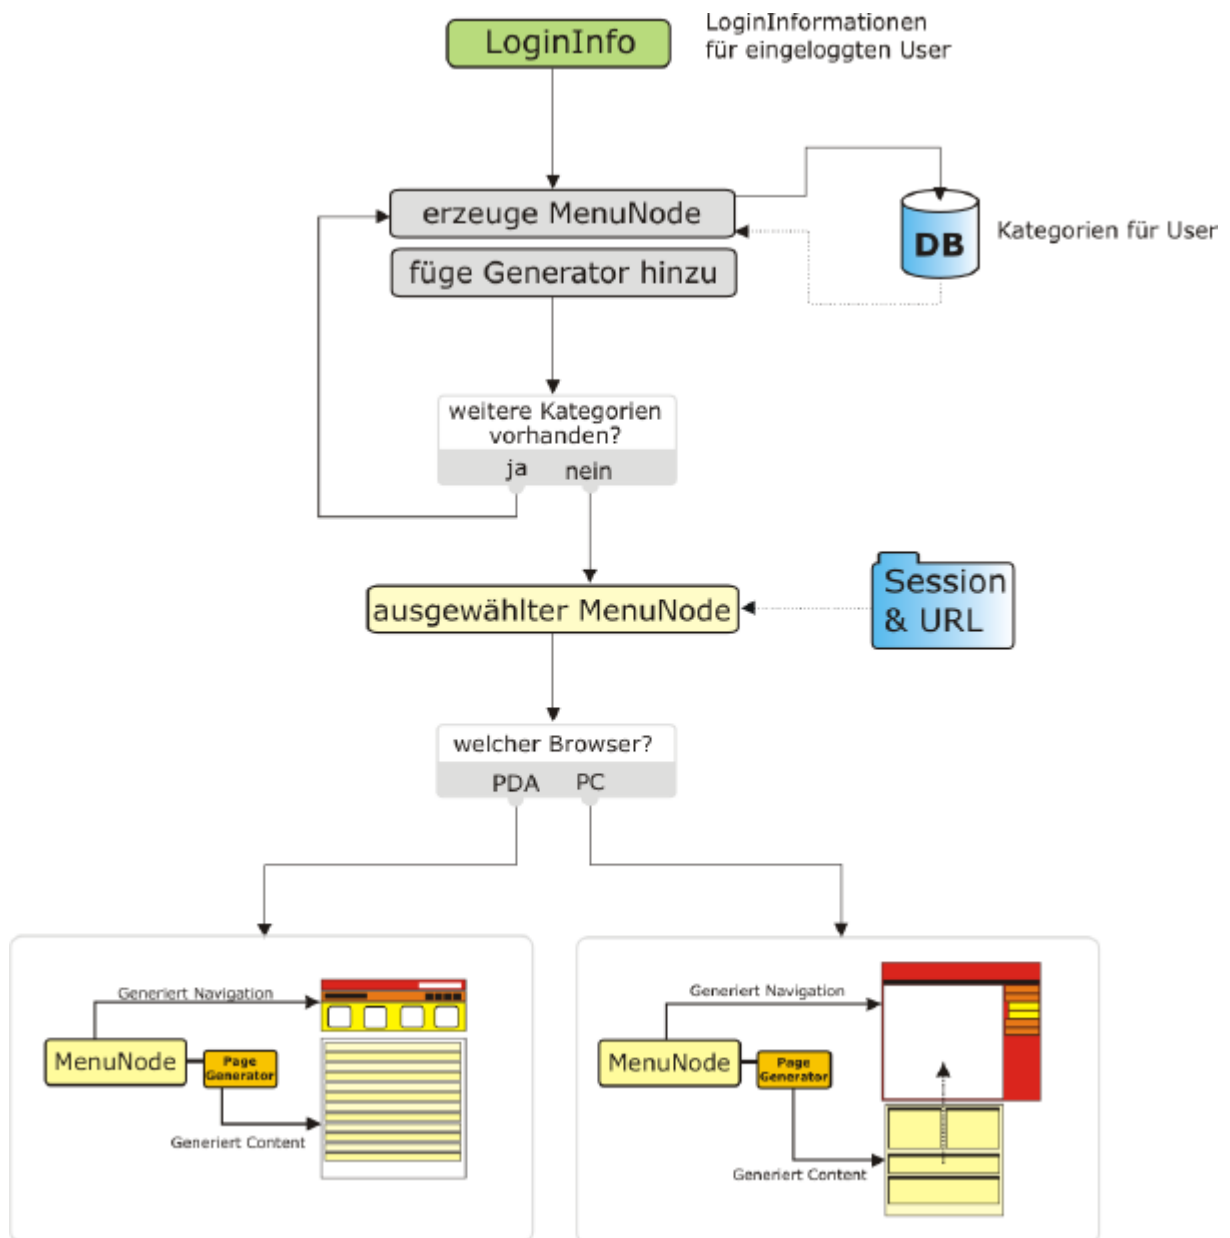 LoginInfo
LoginInformationen
für eingeloggten User
erzeuge MenuNode
füge Generator hinzu
DB
Kategorien für User
weitere Kategorien
vorhanden?
ja nein
ausgewählter MenuNode
Session
& URL
welcher Browser?
PDA PC
Generiert Navigation
MenuNode
Page
Generator
Generiert Content
Generiert Navigation
MenuNode
Page
Generator
Generiert Content